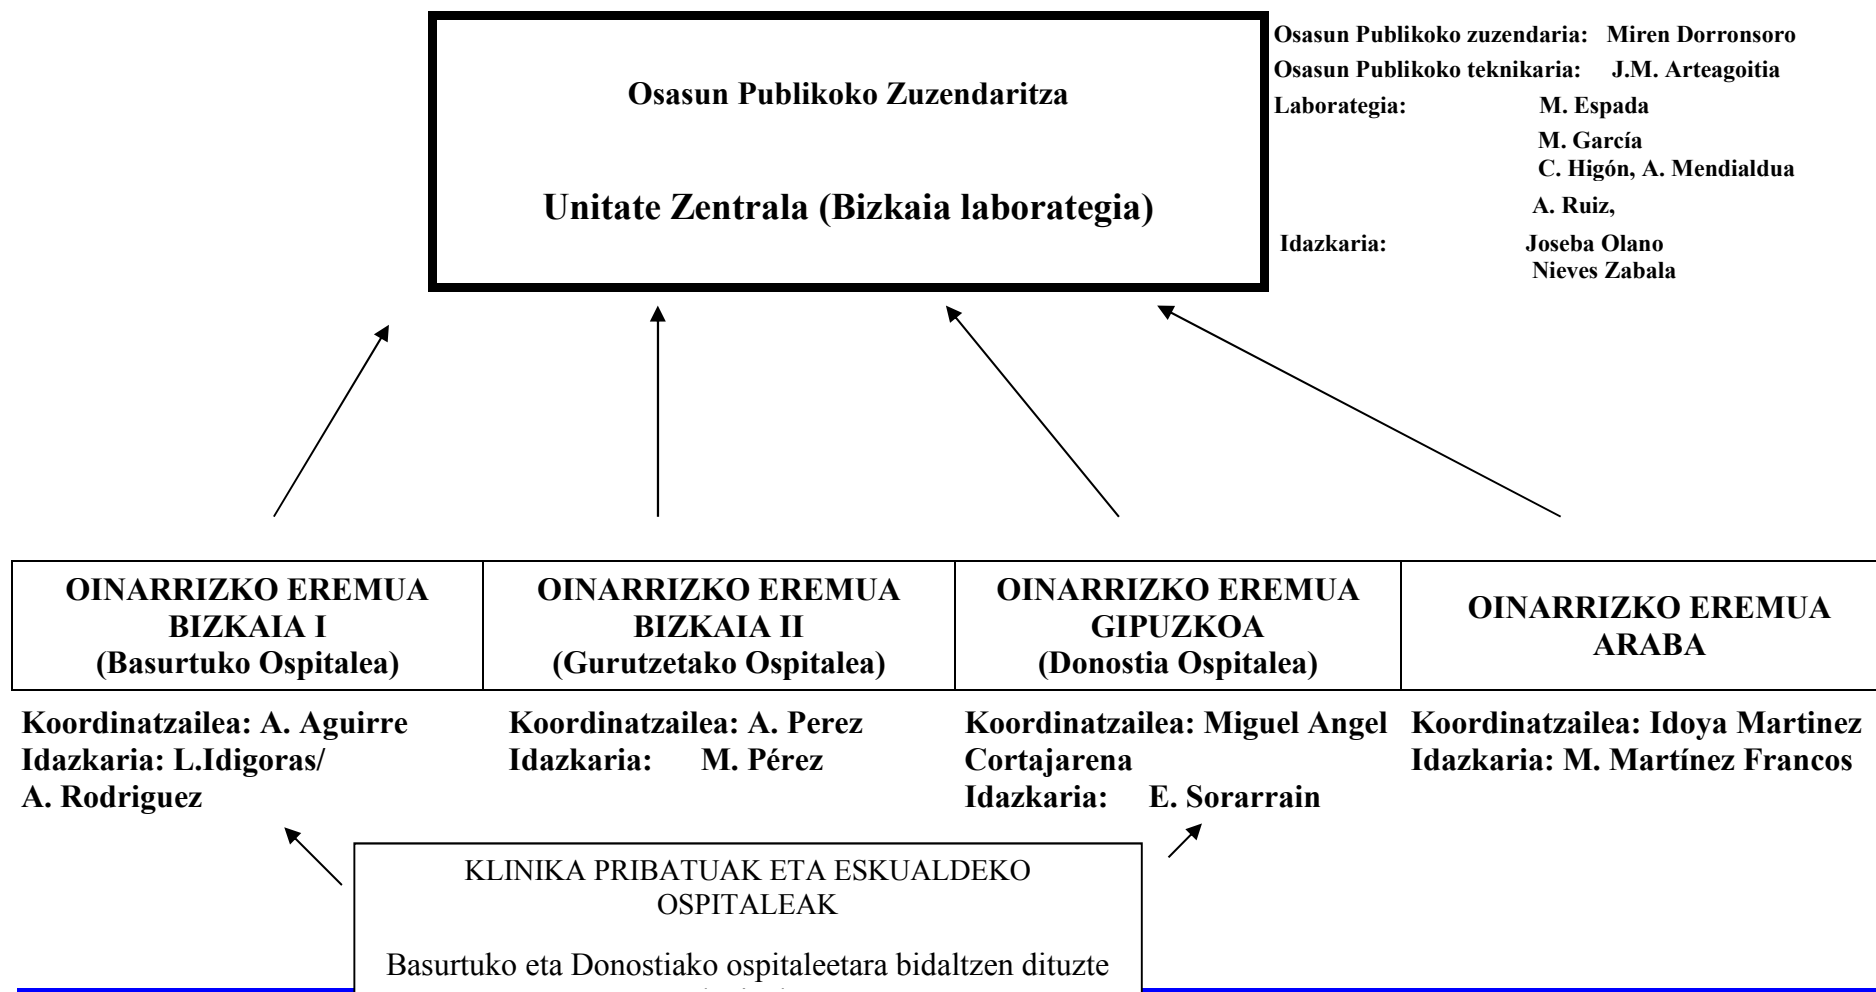 Osasun Publikoko Zuzendaritza
Unitate Zentrala (Bizkaia laborategia)
Osasun Publikoko zuzendaria: Miren Dorronsoro
Osasun Publikoko teknikaria: J.M. Arteagoitia
Laborategia: M. Espada
M. García
C. Higón, A. Mendialdua
A. Ruiz,
Idazkaria: Joseba Olano
Nieves Zabala
OINARRIZKO EREMUA
BIZKAIA I
(Basurtuko Ospitalea)
OINARRIZKO EREMUA
BIZKAIA II
(Gurutzetako Ospitalea)
OINARRIZKO EREMUA
GIPUZKOA
(Donostia Ospitalea)
OINARRIZKO EREMUA
ARABA
Koordinatzailea: A. Aguirre
Idazkaria: L.Idigoras/
A. Rodriguez
Koordinatzailea: A. Perez
Idazkaria: M. Pérez
Koordinatzailea: Miguel Angel
Cortajarena
Idazkaria: E. Sorarrain
Koordinatzailea: Idoya Martinez
Idazkaria: M. Martínez Francos
KLINIKA PRIBATUAK ETA ESKUALDEKO
OSPITALEAK
Basurtuko eta Donostiako ospitaleetara bidaltzen dituzte